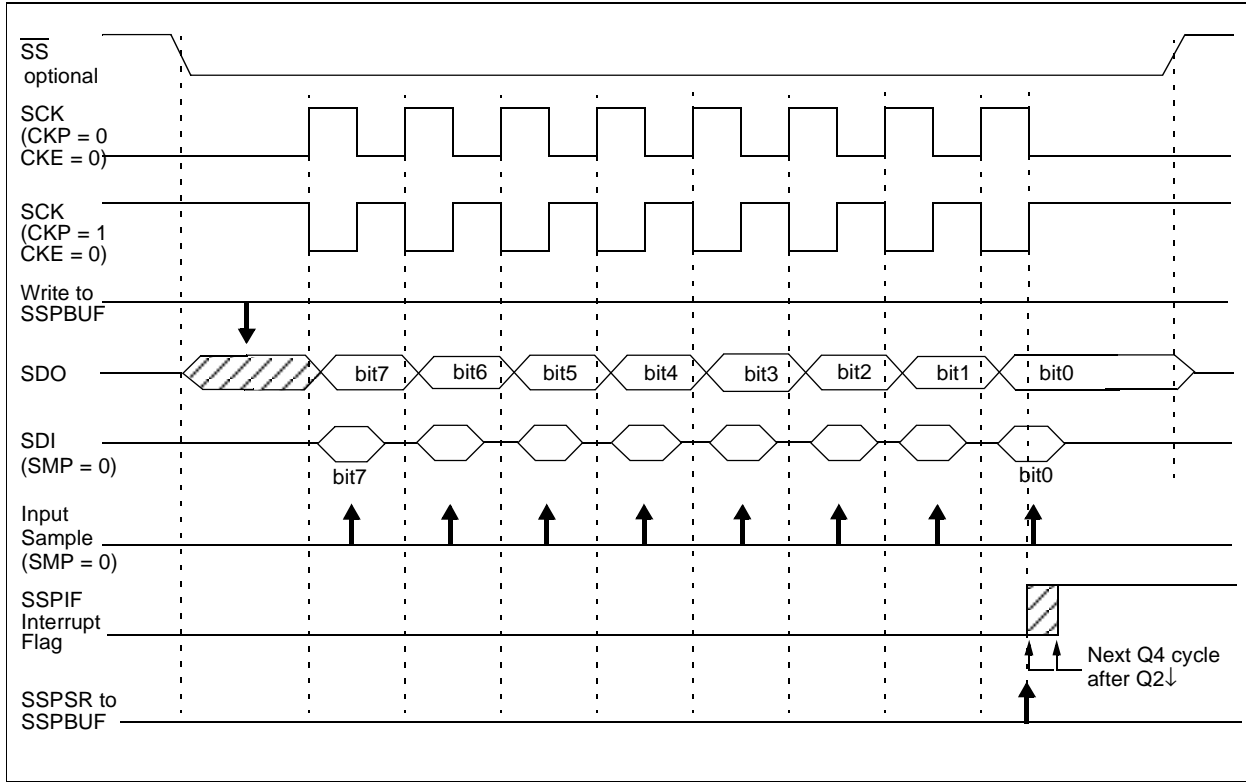 SS
optional
SCK
(CKP = 0
CKE = 0)
SCK
(CKP = 1
CKE = 0)
Write to
SSPBUF
SDO
bit7 bit6 bit5 bit4 bit3 bit2 bit1 bit0
SDI
(SMP = 0)
bit7 bit0
Input
Sample
(SMP = 0)
SSPIF
Interrupt
Flag
Next Q4 cycle
after Q2↓
SSPSR to
SSPBUF